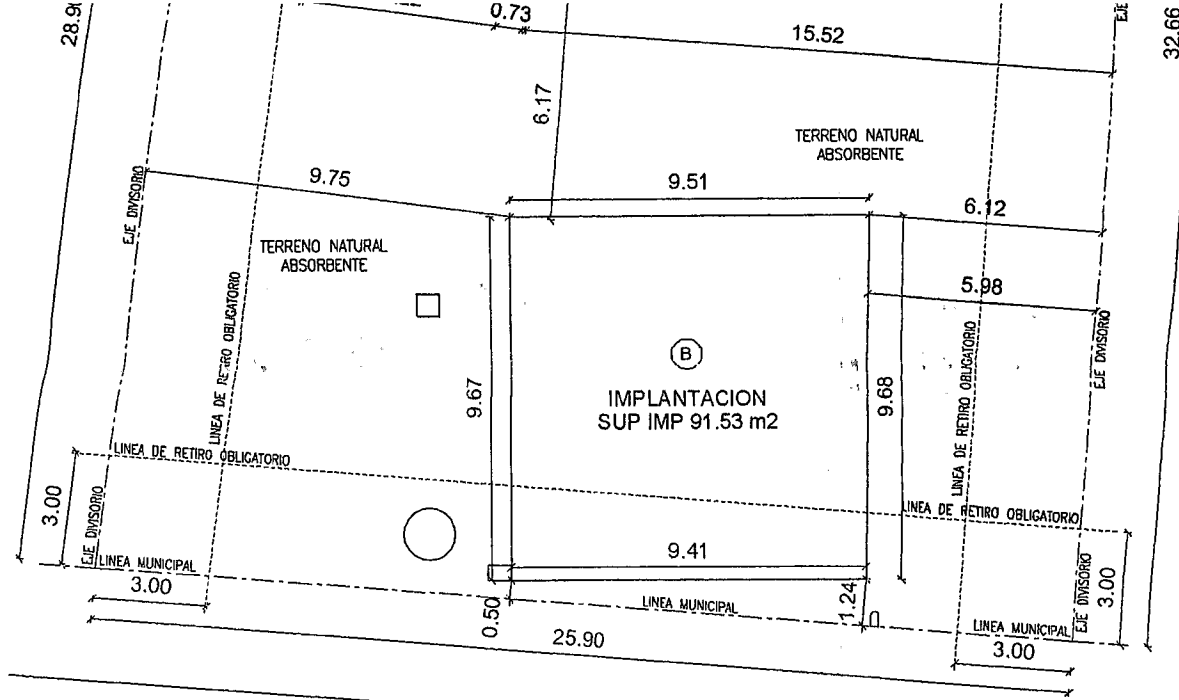 0.73
15.52
EJE
28.9
32.66
6.17
TERRENO NATURAL
ABSORBENTE
9.75
9.51
6.12
EJE DIVISORIO
TERRENO NATURAL
ABSORBENTE
5.98
LINEA DE RETIRO OBLIGATORIO
B
IMPLANTACION
SUP IMP 91.53 m2
9.67
9.68
LINEA DE RETIRO OBLIGATORIO
EJE DIVISORIO
LINEA DE RETIRO OBLIGATORIO
LINEA DE RETIRO OBLIGATORIO
3.00
EJE DIVISORIO
LINEA MUNICIPAL
3.00
9.41
0.50
LINEA MUNICIPAL
1.24
25.90
EJE DIVISORIO
3.00
LINEA MUNICIPAL
3.00